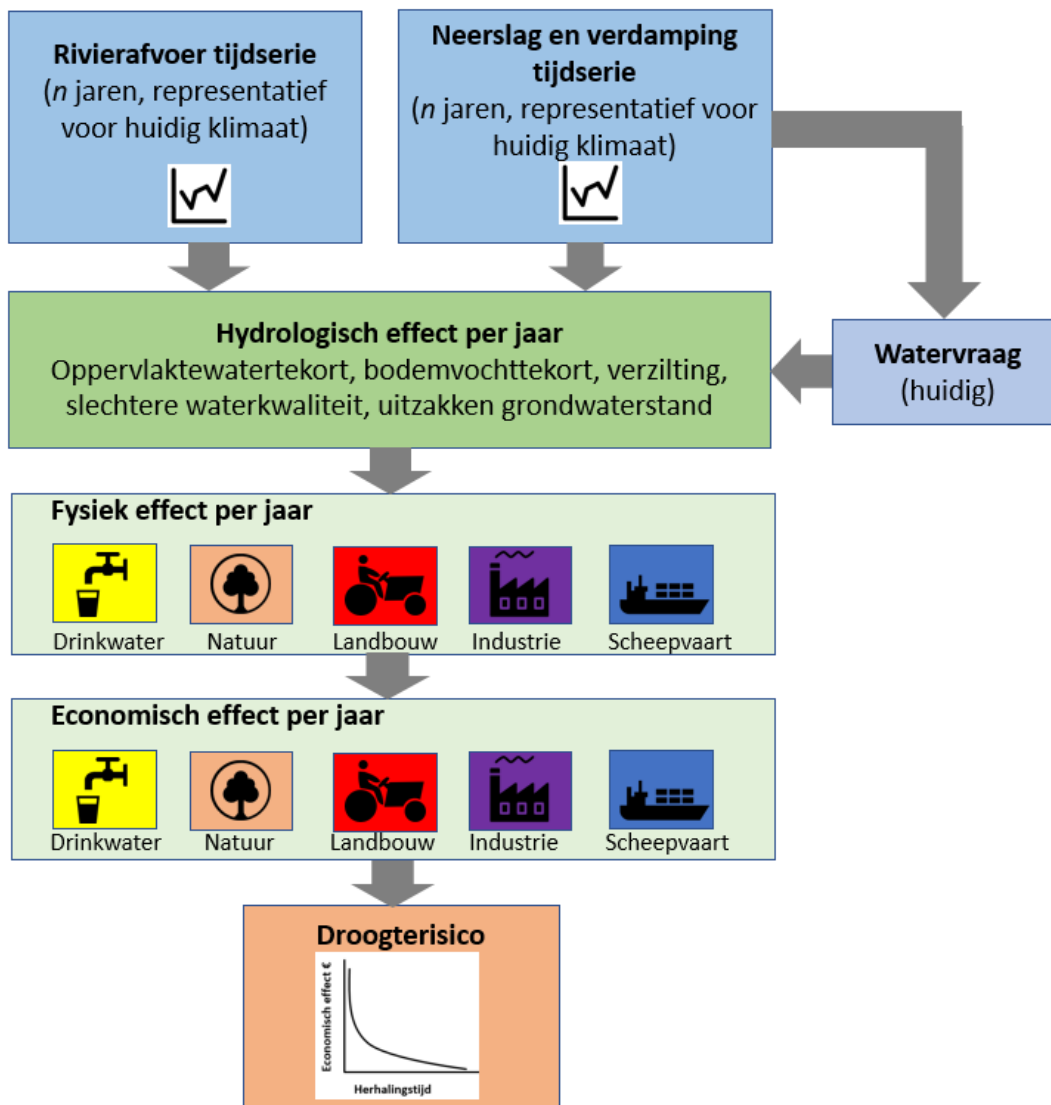 Rivierafvoer tijdserie
(n jaren, representatief
voor huidig klimaat)
Neerslag en verdamping
tijdserie
(n jaren, representatief voor
huidig klimaat)
Hydrologisch effect per jaar
Oppervlaktewatertekort, bodemvochttekort, verzilting,
slechtere waterkwaliteit, uitzakken grondwaterstand
Watervraag
(huidig)
Fysiek effect per jaar
Drinkwater
Natuur
Landbouw
Industrie
Scheepvaart
Economisch effect per jaar
Drinkwater
Natuur
Landbouw
Industrie
Scheepvaart
Droogterisico
Economisch effect €
Herhalingstijd